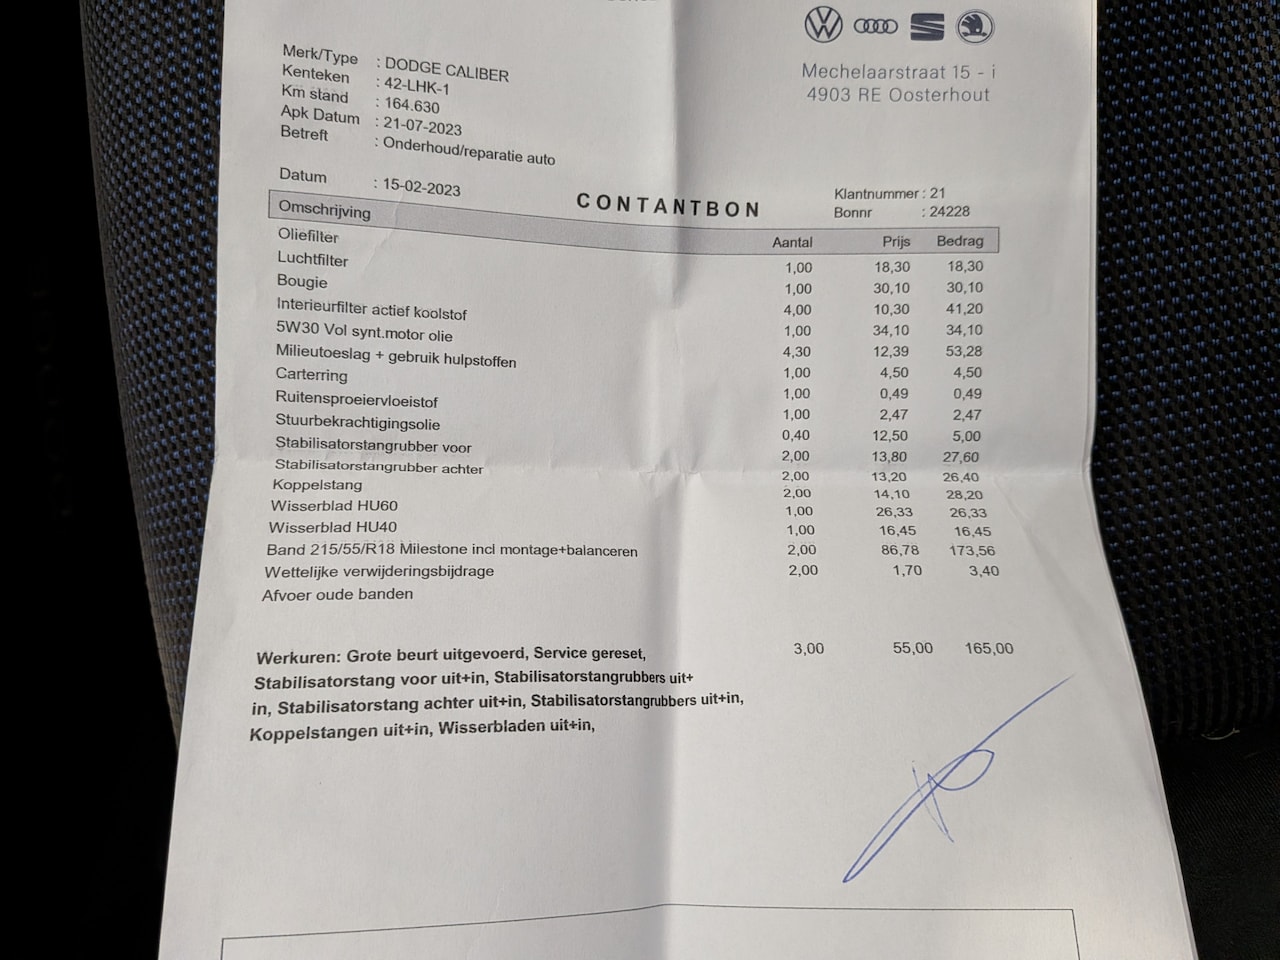 Merk/Type : DODGE CALIBER
Kenteken : 42-LHK-1
Km stand : 164.630
Apk Datum : 21-07-2023
Betreft : Onderhoud/reparatie auto
Mechelaarstraat 15 - i
4903 RE Oosterhout
Datum : 15-02-2023
CONTANTBON
Klantnummer : 21
Bonnr : 24228
Omschrijving Aantal Prijs Bedrag
Oliefilter 1,00 18,30 18,30
Luchtfilter 1,00 30,10 30,10
Bougie 4,00 10,30 41,20
Interieurfilter actief koolstof 1,00 34,10 34,10
5W30 Vol synt.motor olie 4,30 12,39 53,28
Milieutoeslag + gebruik hulpstoffen 1,00 4,50 4,50
Carterring 1,00 0,49 0,49
Ruitensproeiervloeistof 1,00 2,47 2,47
Stuurbekrachtigingsolie 0,40 12,50 5,00
Stabilisatorstangrubber voor 2,00 13,80 27,60
Stabilisatorstangrubber achter 2,00 13,20 26,40
Koppelstang 2,00 14,10 28,20
Wisserblad HU60 1,00 26,33 26,33
Wisserblad HU40 1,00 16,45 16,45
Band 215/55/R18 Milestone incl montage+balanceren 2,00 86,78 173,56
Wettelijke verwijderingsbijdrage 2,00 1,70 3,40
Afvoer oude banden
Werkuren: Grote beurt uitgevoerd, Service gereset, 3,00 55,00 165,00
Stabilisatorstang voor uit+in, Stabilisatorstangrubbers uit+
in, Stabilisatorstang achter uit+in, Stabilisatorstangrubbers uit+in,
Koppelstangen uit+in, Wisserbladen uit+in,